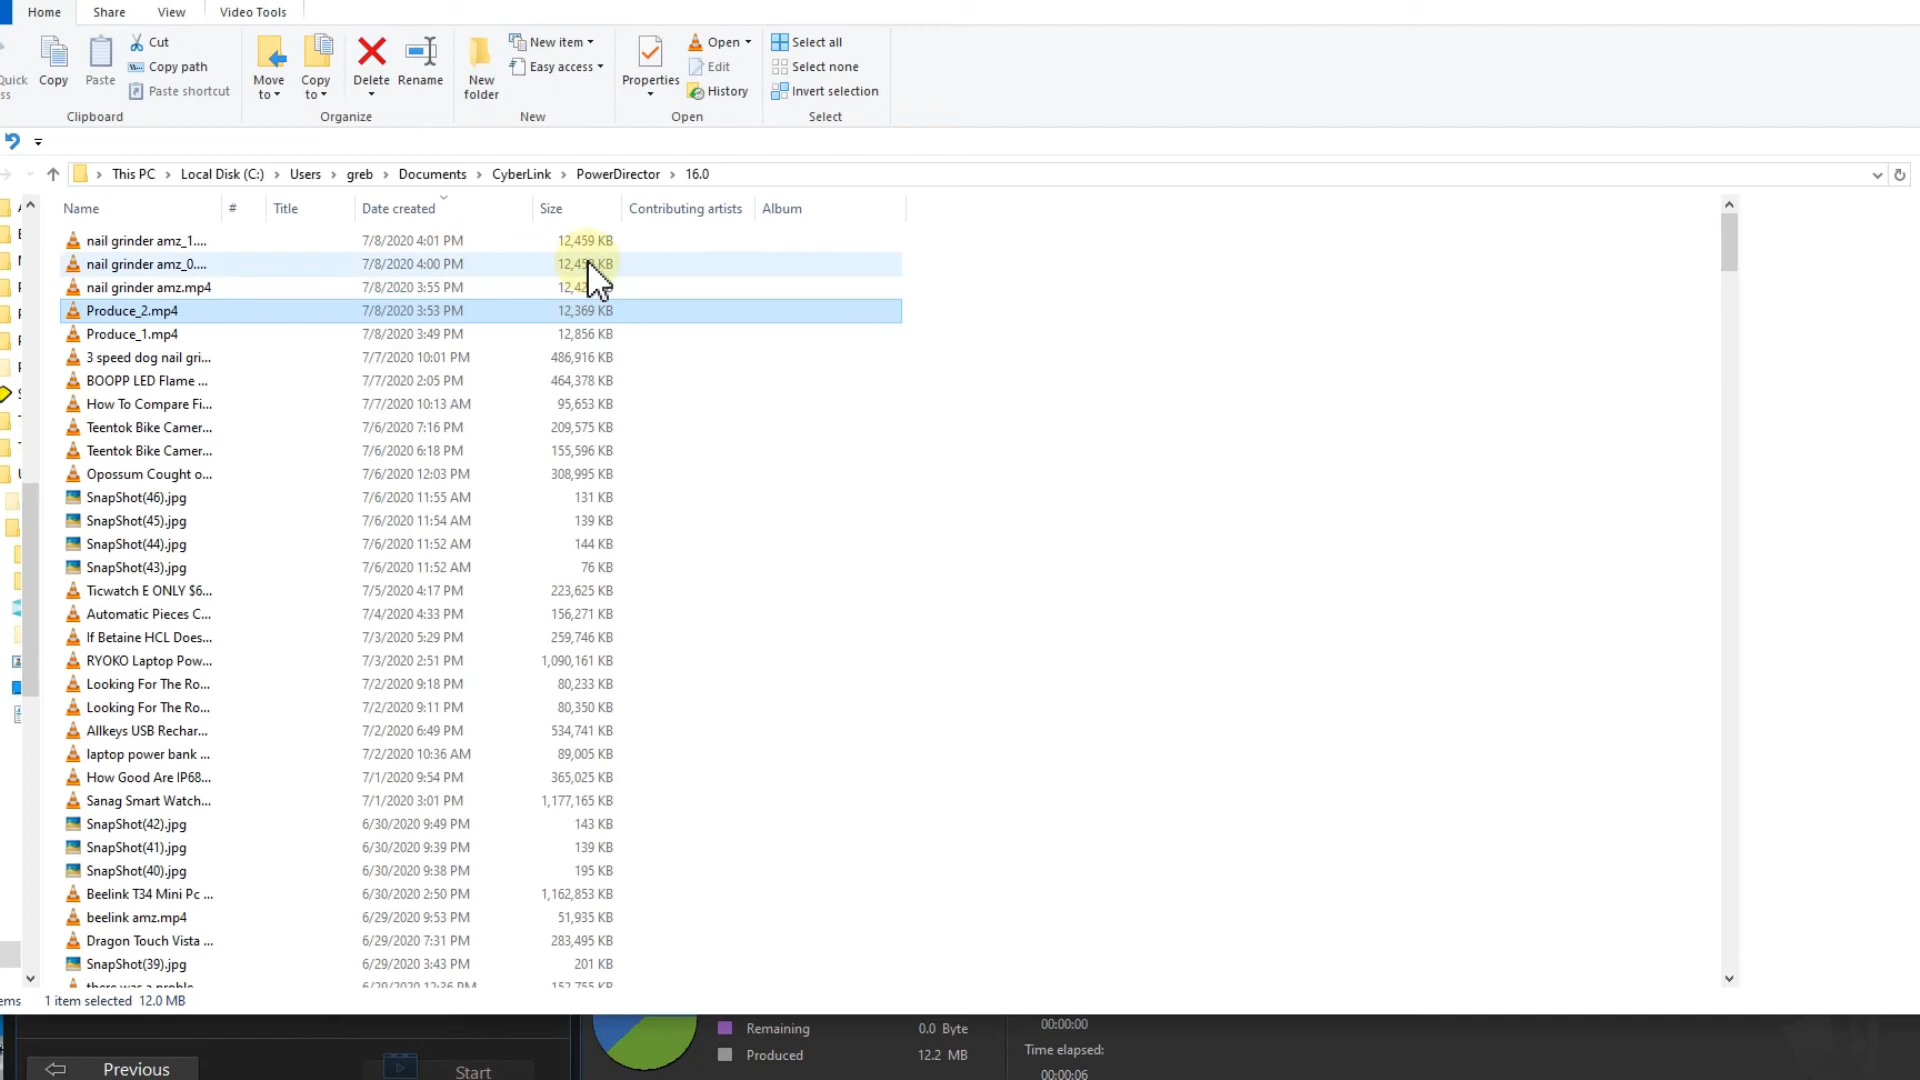 Home Share View Video Tools
Cut
Copy path
Paste shortcut
Copy Paste
Clipboard
Move to Copy to Delete Rename
Organize
New folder
New item
Easy access
New
Properties
Open
Edit
History
Open
Select all
Select none
Invert selection
Select
This PC Local Disk (C:) Users greb Documents CyberLink PowerDirector 16.0
Name # Title Date created Size Contributing artists Album
nail grinder amz_1.... 7/8/2020 4:01 PM 12,459 KB
nail grinder amz_0.... 7/8/2020 4:00 PM KB
nail grinder amz.mp4 7/8/2020 3:55 PM
Produce_2.mp4 7/8/2020 3:53 PM 12,369 KB
Produce_1.mp4 7/8/2020 3:49 PM 12,856 KB
3 speed dog nail gri... 7/7/2020 10:01 PM 486,916 KB
BOOPP LED Flame ... 7/7/2020 2:05 PM 464,378 KB
How To Compare Fi... 7/7/2020 10:13 AM 95,653 KB
Teentok Bike Camer... 7/6/2020 7:16 PM 209,575 KB
Teentok Bike Camer... 7/6/2020 6:18 PM 155,596 KB
Opossum Cought o... 7/6/2020 12:03 PM 308,995 KB
SnapShot(46).jpg 7/6/2020 11:55 AM 131 KB
SnapShot(45).jpg 7/6/2020 11:54 AM 139 KB
SnapShot(44).jpg 7/6/2020 11:52 AM 144 KB
SnapShot(43).jpg 7/6/2020 11:52 AM 76 KB
Ticwatch E ONLY $6... 7/5/2020 4:17 PM 223,625 KB
Automatic Pieces C... 7/4/2020 4:33 PM 156,271 KB
If Betaine HCL Does... 7/3/2020 5:29 PM 259,746 KB
RYOKO Laptop Pow... 7/3/2020 2:51 PM 1,090,161 KB
Looking For The Ro... 7/2/2020 9:18 PM 80,233 KB
Looking For The Ro... 7/2/2020 9:11 PM 80,350 KB
Allkeys USB Rechar... 7/2/2020 6:49 PM 534,741 KB
laptop power bank ... 7/2/2020 10:36 AM 89,005 KB
How Good Are IP68... 7/1/2020 9:54 PM 365,025 KB
Sanag Smart Watch... 7/1/2020 3:01 PM 1,177,165 KB
SnapShot(42).jpg 6/30/2020 9:49 PM 143 KB
SnapShot(41).jpg 6/30/2020 9:39 PM 139 KB
SnapShot(40).jpg 6/30/2020 9:38 PM 195 KB
Beelink T34 Mini Pc ... 6/30/2020 2:50 PM 1,162,853 KB
beelink amz.mp4 6/29/2020 9:53 PM 51,935 KB
Dragon Touch Vista ... 6/29/2020 7:31 PM 283,495 KB
SnapShot(39).jpg 6/29/2020 3:43 PM 201 KB
there was a proble... 6/29/2020 12:36 PM 152,755 KB
1 item selected 12.0 MB
Previous Start
Remaining 0.0 Byte
Produced 12.2 MB
00:00:00
Time elapsed:
00:00:06